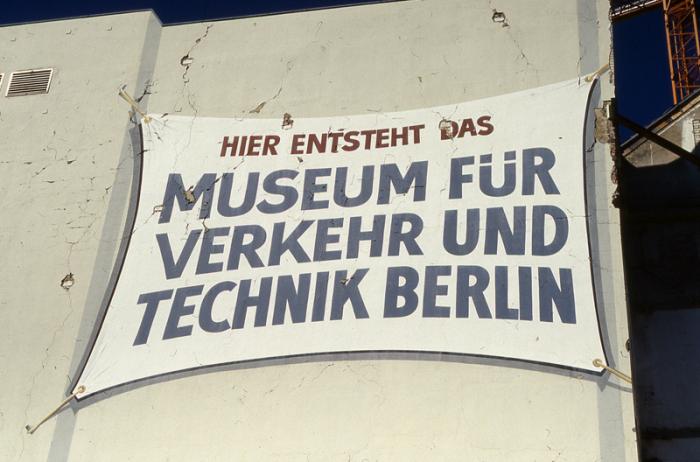 HIER ENTSTEHT DAS
MUSEUM FÜR
VERKEHR UND
TECHNIK BERLIN